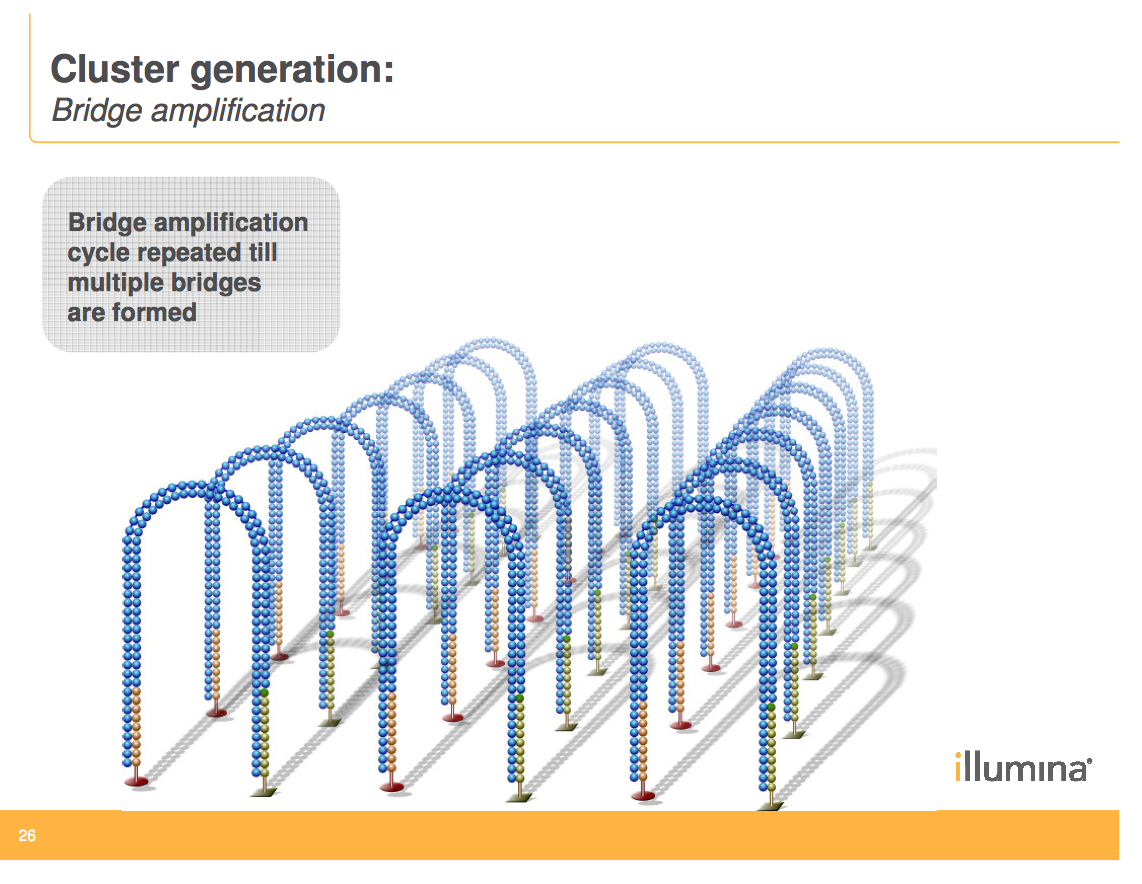 Cluster generation:
Bridge amplification
Bridge amplification
cycle repeated till
multiple bridges
are formed
illumina®
26